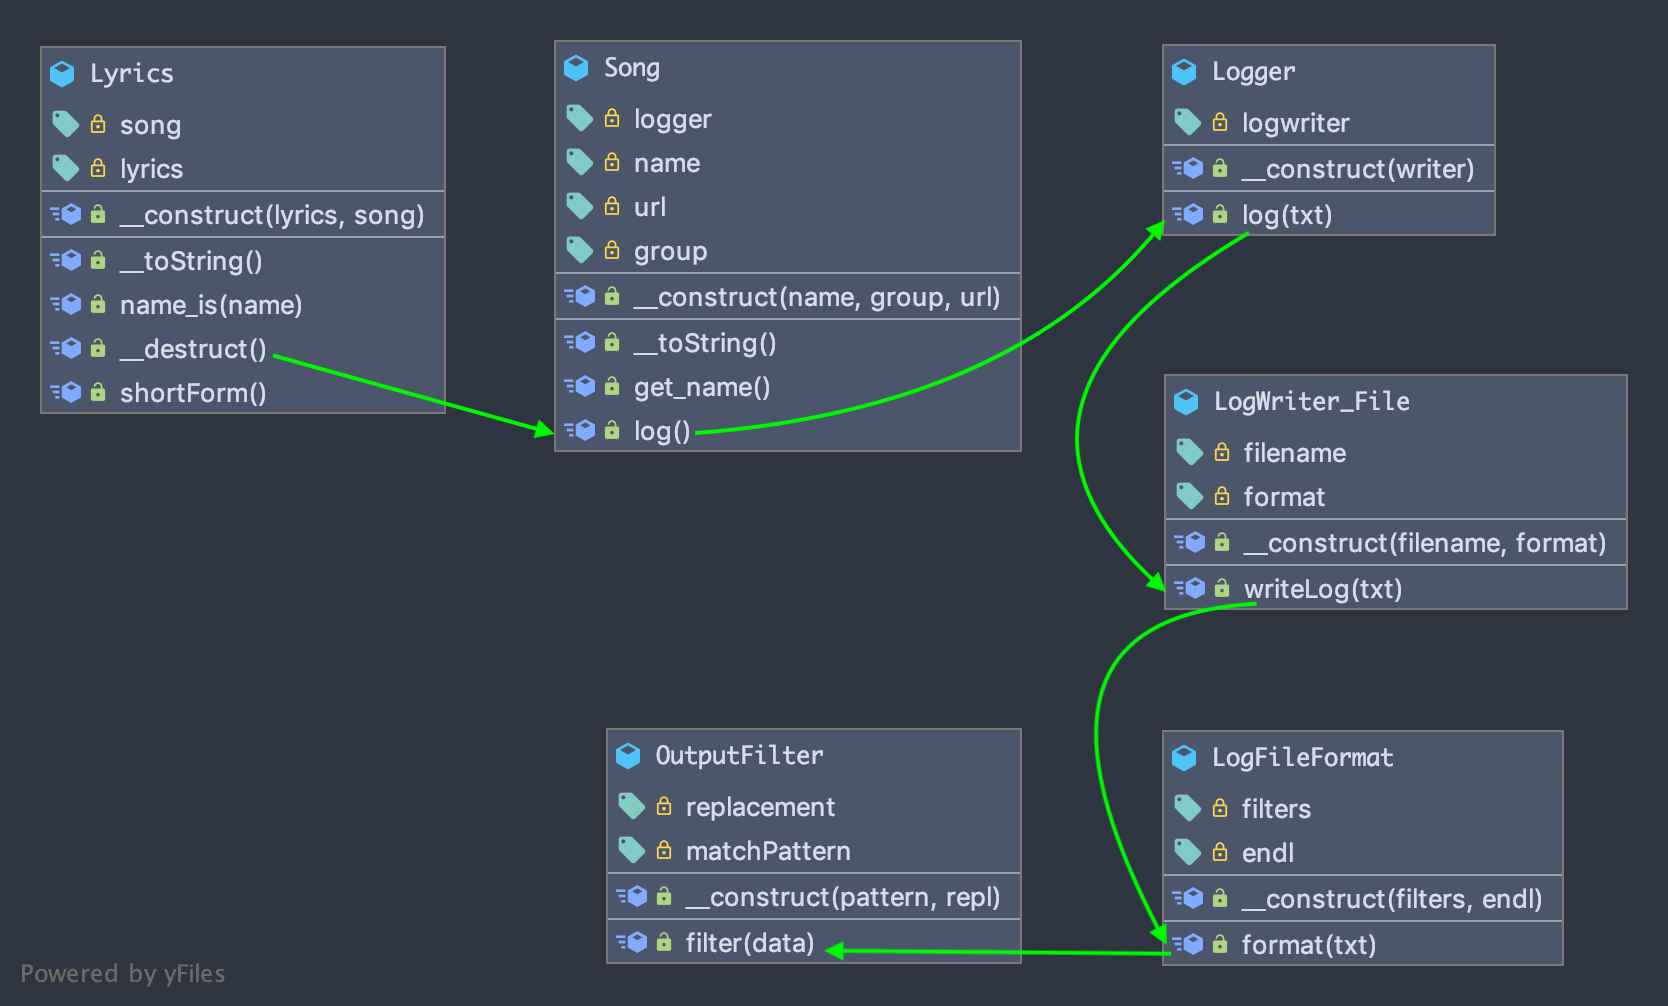 Lyrics
song
lyrics
__construct(lyrics, song)
__toString()
name_is(name)
__destruct()
shortForm()
Song
logger
name
url
group
__construct(name, group, url)
__toString()
get_name()
log()
Logger
logwriter
__construct(writer)
log(txt)
LogWriter_File
filename
format
__construct(filename, format)
writeLog(txt)
OutputFilter
replacement
matchPattern
__construct(pattern, repl)
filter(data)
LogFileFormat
filters
endl
__construct(filters, endl)
format(txt)
Powered by yFiles